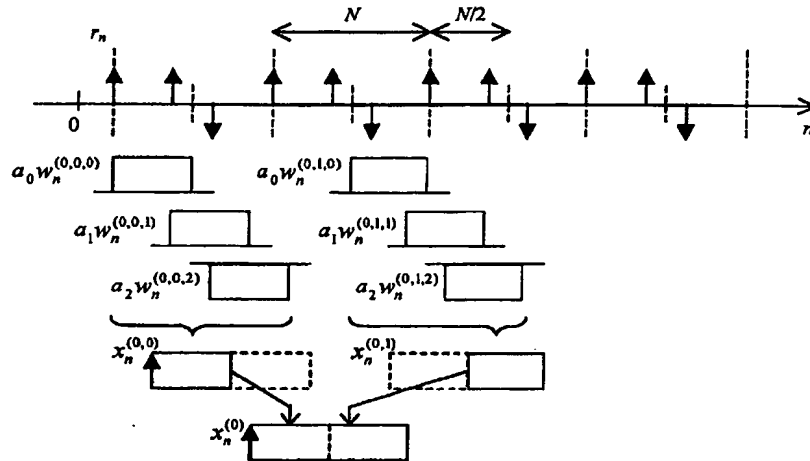 N N/2
r_n
0 n
a_0 w_n^{(0,0,0)} a_0 w_n^{(0,1,0)}
a_1 w_n^{(0,0,1)} a_1 w_n^{(0,1,1)}
a_2 w_n^{(0,0,2)} a_2 w_n^{(0,1,2)}
x_n^{(0,0)} x_n^{(0,1)}
x_n^{(0)}